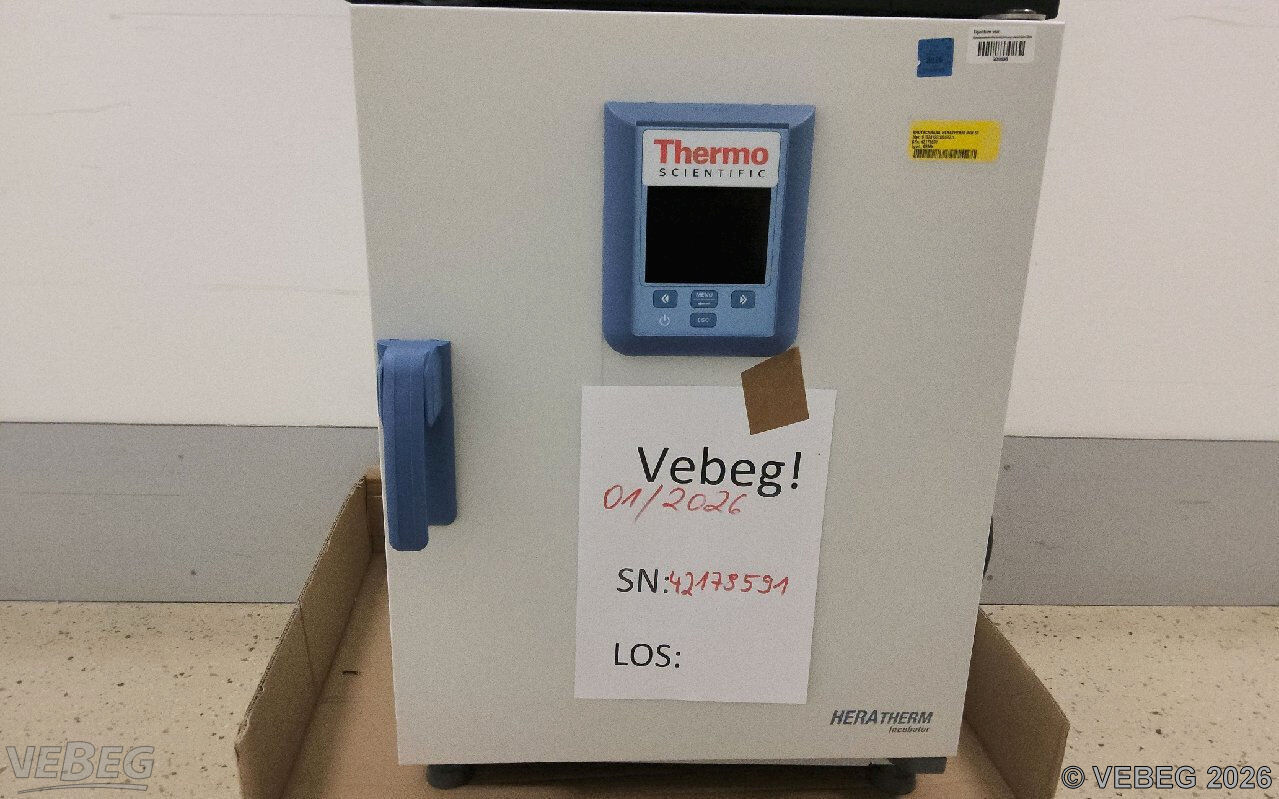 Thermo
SCIENTIFIC
MENU
ESC
Vebeg!
01/2026
SN: 42178591
LOS:
HERATHERM
Incubator
VEBEG
© VEBEG 2026